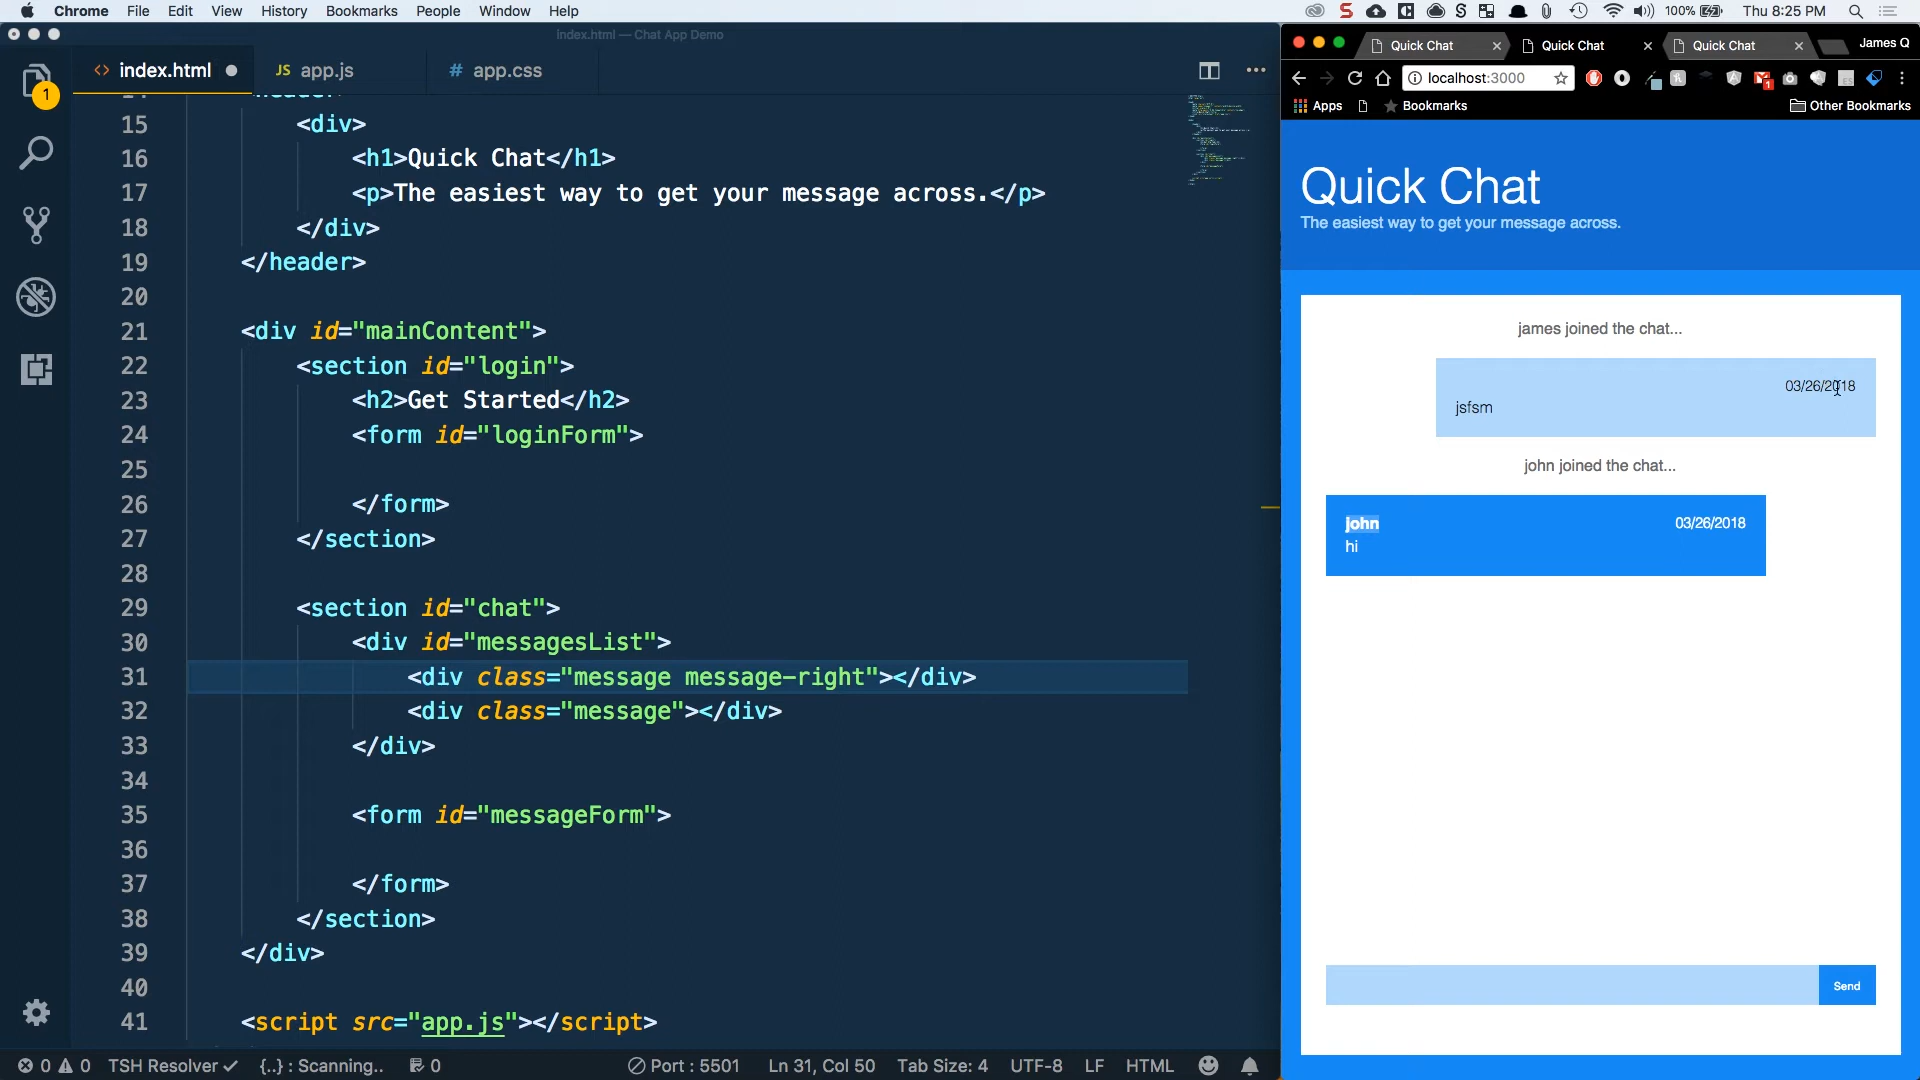 Chrome File Edit View History Bookmarks People Window Help
100% Thu 8:25 PM
index.html — Chat App Demo
1
<> index.html
JS app.js
# app.css
15 <div>
16 <h1>Quick Chat</h1>
17 <p>The easiest way to get your message across.</p>
18 </div>
19 </header>
20
21 <div id="mainContent">
22 <section id="login">
23 <h2>Get Started</h2>
24 <form id="loginForm">
25
26 </form>
27 </section>
28
29 <section id="chat">
30 <div id="messagesList">
31 <div class="message message-right"></div>
32 <div class="message"></div>
33 </div>
34
35 <form id="messageForm">
36
37 </form>
38 </section>
39 </div>
40
41 <script src="app.js"></script>
0 0 TSH Resolver {..} : Scanning.. 0 Port : 5501 Ln 31, Col 50 Tab Size: 4 UTF-8 LF HTML
Quick Chat Quick Chat Quick Chat James Q
localhost:3000
Apps Bookmarks Other Bookmarks
Quick Chat
The easiest way to get your message across.
james joined the chat...
03/26/2018
jsfsm
john joined the chat...
john 03/26/2018
hi
Send